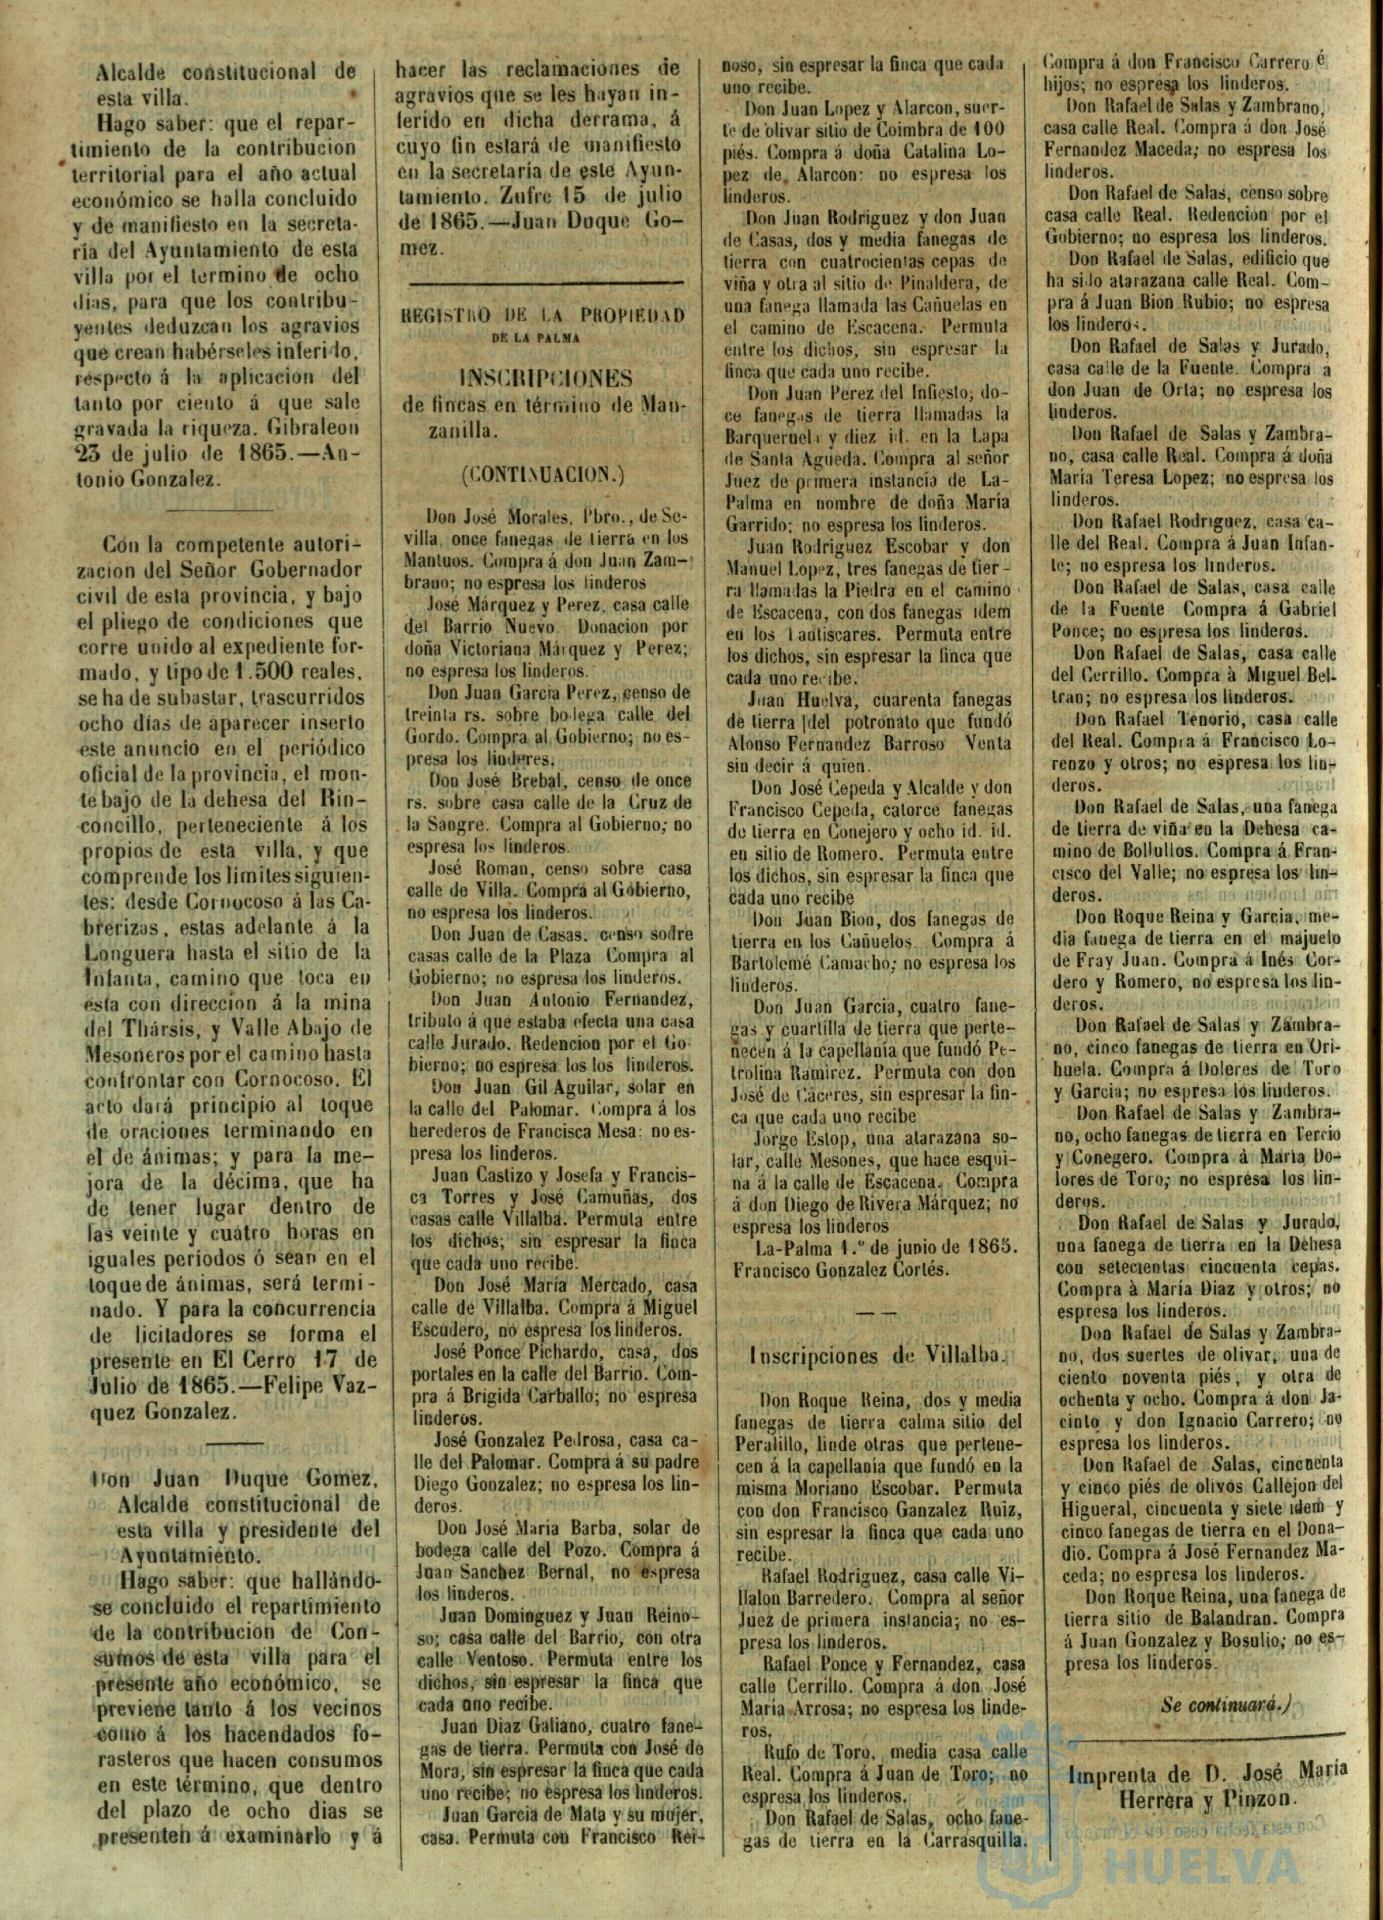 Alcalde constitucional de
esta villa.
Hago saber: que el repar-
timiento de la contribucion
territorial para el año actual
económico se halla concluido
y de manifiesto en la secreta-
ría del Ayuntamiento de esta
villa por el termino de ocho
dias, para que los contribu-
yentes deduzcan los agravios
que crean habérseles inferido,
respecto á la aplicacion del
tanto por ciento á que sale
gravada la riqueza. Gibraleon
23 de julio de 1865.—An-
tonio Gonzalez.
Con la competente autori-
zacion del Señor Gobernador
civil de esta provincia, y bajo
el pliego de condiciones que
corre unido al expediente for-
mado, y tipo de 1.500 reales,
se ha de subastar, trascurridos
ocho días de aparecer inserto
este anuncio en el periódico
oficial de la provincia, el mon-
te bajo de la dehesa del Rin-
concillo, perteneciente á los
propios de esta villa, y que
comprende los límites siguien-
tes: desde Cornocoso á las Ca-
brerizas, estas adelante á la
Longuera hasta el sitio de la
Infanta, camino que toca en
esta con direccion á la mina
del Thársis, y Valle Abajo de
Mesoneros por el camino hasta
confrontar con Cornocoso. El
acto dará principio al toque
de oraciones terminando en
el de ánimas; y para la me-
jora de la décima, que ha
de tener lugar dentro de
las veinte y cuatro horas en
iguales períodos ó sean en el
toque de ánimas, será termi-
nado. Y para la concurrencia
de licitadores se forma el
presente en El Cerro 17 de
Julio de 1865.—Felipe Vaz-
quez Gonzalez.
Don Juan Duque Gomez,
Alcalde constitucional de
esta villa y presidente del
Ayuntamiento.
Hago saber: que hallándo-
se concluido el repartimiento
de la contribucion de Con-
sumos de esta villa para el
presente año económico, se
previene tanto á los vecinos
como á los hacendados fo-
rasteros que hacen consumos
en este término, que dentro
del plazo de ocho dias se
presenten á examinarlo y á
hacer las reclamaciones de
agravios que se les hayan in-
ferido en dicha derrama, á
cuyo fin estará de manifiesto
en la secretaría de este Ayun-
tamiento. Zufre 15 de julio
de 1865.—Juan Duque Go-
mez.
REGISTRO DE LA PROPIEDAD
DE LA PALMA
INSCRIPCIONES
de fincas en término de Man-
zanilla.
(CONTINUACION.)
Don José Morales, Pbro., de Se-
villa, once fanegas de tierra en los
Mantuos. Compra á don Juan Zam-
brano; no espresa los linderos
José Márquez y Perez, casa calle
del Barrio Nuevo. Donacion por
doña Victoriana Márquez y Perez;
no espresa los linderos.
Don Juan García Perez, censo de
treinta rs. sobre bodega calle del
Gordo. Compra al Gobierno; no es-
presa los linderes.
Don José Brebal, censo de once
rs. sobre casa calle de la Cruz de
la Sangre. Compra al Gobierno; no
espresa los linderos.
José Roman, censo sobre casa
calle de Villa. Compra al Gobierno,
no espresa los linderos.
Don Juan de Casas, censo sodre
casas calle de la Plaza Compra al
Gobierno; no espresa los linderos.
Don Juan Antonio Fernandez,
tributo á que estaba efecta una casa
calle Jurado. Redencion por el Go
bierno; no espresa los los linderos.
Don Juan Gil Aguilar, solar en
la calle del Palomar. Compra á los
herederos de Francisca Mesa: no es-
presa los linderos.
Juan Castizo y Josefa y Francis-
ca Torres y José Camuñas, dos
casas calle Villalba. Permuta entre
los dichos; sin espresar la finca
que cada uno recibe.
Don José María Mercado, casa
calle de Villalba. Compra á Miguel
Escudero, no espresa los linderos.
José Ponce Pichardo, casa, dos
portales en la calle del Barrio. Com-
pra á Brígida Carballo; no espresa
linderos.
José Gonzalez Pedrosa, casa ca-
lle del Palomar. Compra á su padre
Diego Gonzalez; no espresa los lin-
deros.
Don José María Barba, solar de
bodega calle del Pozo. Compra á
Juan Sanchez Bernal, no espresa
los linderos.
Juan Dominguez y Juan Reino-
so; casa calle del Barrio, con otra
calle Ventoso. Permuta entre los
dichos, sin espresar la finca que
cada uno recibe.
Juan Diaz Galiano, cuatro fane-
gas de tierra. Permuta con José de
Mora, sin espresar la finca que cada
uno recibe; no espresa los linderos.
Juan Garcia de Mata y su mujer,
casa. Permuta con Francisco Rei-
noso, sin espresar la finca que cada
uno recibe.
Don Juan Lopez y Alarcon, suer-
te de olivar sitio de Coimbra de 100
piés. Compra á doña Catalina Lo-
pez de Alarcon: no espresa los
linderos.
Don Juan Rodriguez y don Juan
de Casas, dos y media fanegas de
tierra con cuatrocientas cepas de
viña y otra al sitio de Pinaldera, de
una fanega llamada las Cañuelas en
el camino de Escacena. Permuta
entre los dichos, sin espresar la
finca que cada uno recibe.
Don Juan Perez del Infiesto, do-
ce fanegas de tierra llamadas la
Barqueruela y diez id. en la Lapa
de Santa Agueda. Compra al señor
Juez de primera instancia de La-
Palma en nombre de doña María
Garrido; no espresa los linderos.
Juan Rodriguez Escobar y don
Manuel Lopez, tres fanegas de tier-
ra llamadas la Piedra en el camino
de Escacena, con dos fanegas idem
en los Lantiscares. Permuta entre
los dichos, sin espresar la finca que
cada uno recibe.
Juan Huelva, cuarenta fanegas
de tierra del potronato que fundó
Alonso Fernandez Barroso Venta
sin decir á quien.
Don José Cepeda y Alcalde y don
Francisco Cepeda, catorce fanegas
de tierra en Conejero y ocho id. id.
en sitio de Romero. Permuta entre
los dichos, sin espresar la finca que
cada uno recibe
Don Juan Bion, dos fanegas de
tierra en los Cañuelos. Compra á
Bartolomé Camacho; no espresa los
linderos.
Don Juan Garcia, cuatro fane-
gas y cuartilla de tierra que perte-
necen á la capellanía que fundó Pe-
trolina Ramirez. Permuta con don
José de Cáceres, sin espresar la fin-
ca que cada uno recibe
Jorge Estop, una atarazana so-
lar, calle Mesones, que hace esqui-
na á la calle de Escacena. Compra
á don Diego de Rivera Márquez; no
espresa los linderos
La-Palma 1.º de junio de 1865.
Francisco Gonzalez Cortés.
Inscripciones de Villalba.
Don Roque Reina, dos y media
fanegas de tierra calma sitio del
Peralillo, linde otras que pertene-
cen á la capellanía que fundó en la
misma Moriano Escobar. Permuta
con don Francisco Ganzalez Ruiz,
sin espresar la finca que cada uno
recibe.
Rafael Rodriguez, casa calle Vi-
llalon Barredero. Compra al señor
Juez de primera instancia; no es-
presa los linderos.
Rafael Ponce y Fernandez, casa
calle Cerrillo. Compra á don José
María Arrosa; no espresa los linde-
ros.
Rufo de Toro, media casa calle
Real. Compra á Juan de Toro; no
espresa los linderos.
Don Rafael de Salas, ocho fane-
gas de tierra en la Carrasquilla.
Compra á don Francisco Carrero é
hijos; no espresa los linderos.
Don Rafael de Salas y Zambrano,
casa calle Real. Compra á don José
Fernandez Maceda; no espresa los
linderos.
Don Rafael de Salas, censo sobre
casa calle Real. Redencion por el
Gobierno; no espresa los linderos.
Don Rafael de Salas, edificio que
ha sido atarazana calle Real. Com-
pra á Juan Bion Rubio; no espresa
los linderos.
Don Rafael de Salas y Jurado,
casa calle de la Fuente. Compra a
don Juan de Orta; no espresa los
linderos.
Don Rafael de Salas y Zambra-
no, casa calle Real. Compra á doña
María Teresa Lopez; no espresa los
linderos.
Don Rafael Rodriguez, casa ca-
lle del Real. Compra á Juan Infan-
te; no espresa los linderos.
Don Rafael de Salas, casa calle
de la Fuente Compra á Gabriel
Ponce; no espresa los linderos.
Don Rafael de Salas, casa calle
del Cerrillo. Compra à Miguel Bel-
tran; no espresa los linderos.
Don Rafael Tenorio, casa calle
del Real. Compra á Francisco Lo-
renzo y otros; no espresa los lin-
deros.
Don Rafael de Salas, una fanega
de tierra de viña en la Dehesa ca-
mino de Bollullos. Compra á Fran-
cisco del Valle; no espresa los lin-
deros.
Don Roque Reina y Garcia, me-
dia fanega de tierra en el majuelo
de Fray Juan. Compra á Inés Cor-
dero y Romero, no espresa los lin-
deros.
Don Rafael de Salas y Zambra-
no, cinco fanegas de tierra en Ori-
huela. Compra á Doleres de Toro
y Garcia; no espresa los linderos.
Don Rafael de Salas y Zambra-
no, ocho fanegas de tierra en Tercio
y Conegero. Compra à Maria Do-
lores de Toro; no espresa los lin-
deros.
Don Rafael de Salas y Jurado,
una fanega de tierra en la Dehesa
con setecientas cincuenta cepas.
Compra à María Diaz y otros; no
espresa los linderos.
Don Rafael de Salas y Zambra-
no, dos suertes de olivar, una de
ciento noventa piés, y otra de
ochenta y ocho. Compra á don Ja-
cinto y don Ignacio Carrero; no
espresa los linderos.
Don Rafael de Salas, cincuenta
y cinco piés de olivos Callejon del
Higueral, cincuenta y siete idem y
cinco fanegas de tierra en el Dona-
dio. Compra á José Fernandez Ma-
ceda; no espresa los linderos.
Don Roque Reina, una fanega de
tierra sitio de Balandran. Compra
á Juan Gonzalez y Bosulio; no es-
presa los linderos.
Se continuará.)
Imprenta de D. José María
Herrera y Pinzon.
HUELVA